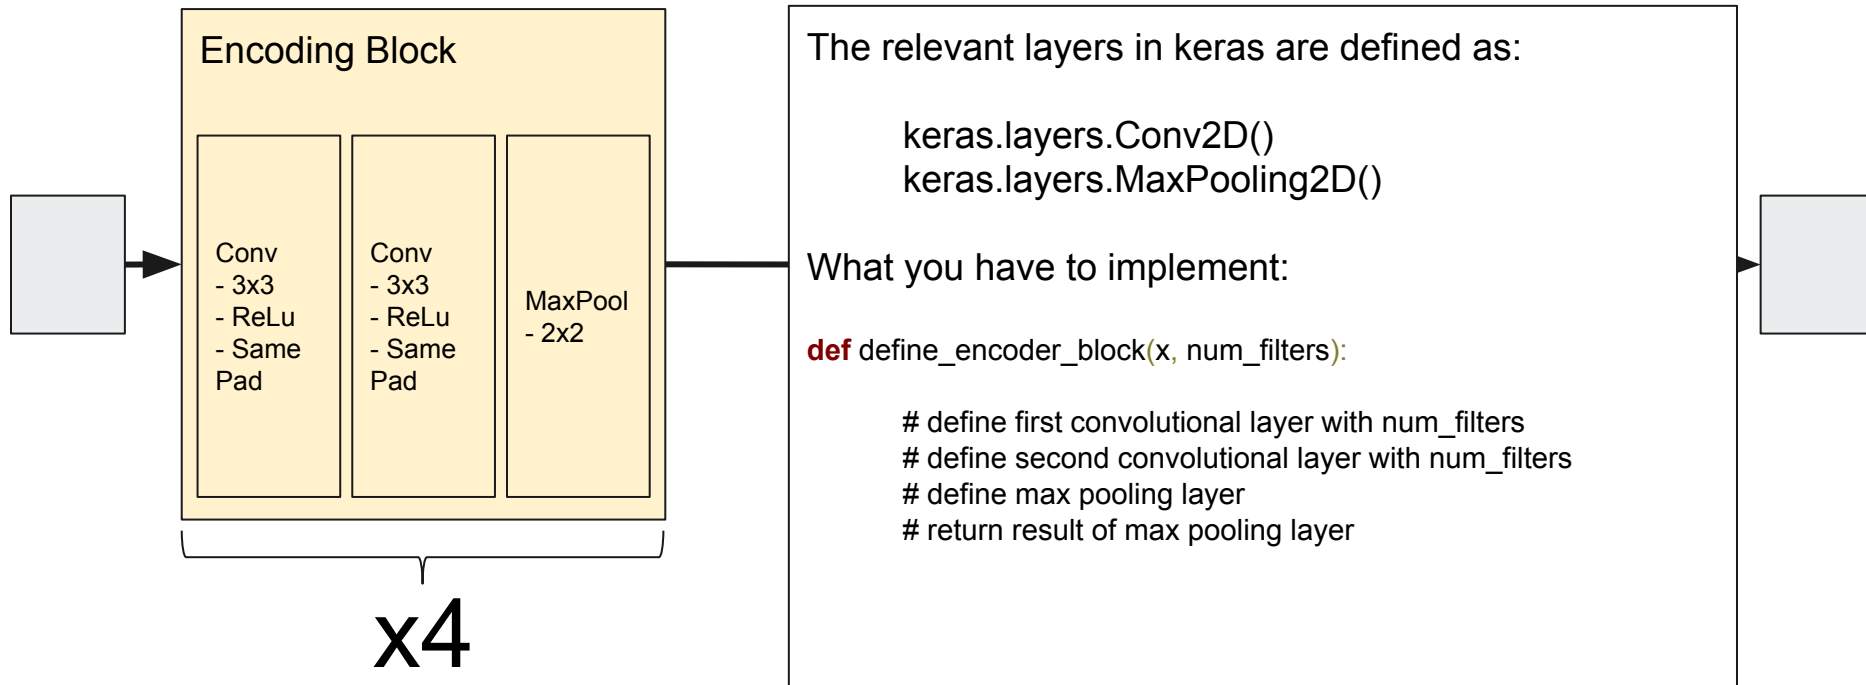 Encoding Block
Conv
- 3x3
- ReLu
- Same
Pad
Conv
- 3x3
- ReLu
- Same
Pad
MaxPool
- 2x2
x4
The relevant layers in keras are defined as:
keras.layers.Conv2D()
keras.layers.MaxPooling2D()
What you have to implement:
def define_encoder_block(x, num_filters):
# define first convolutional layer with num_filters
# define second convolutional layer with num_filters
# define max pooling layer
# return result of max pooling layer